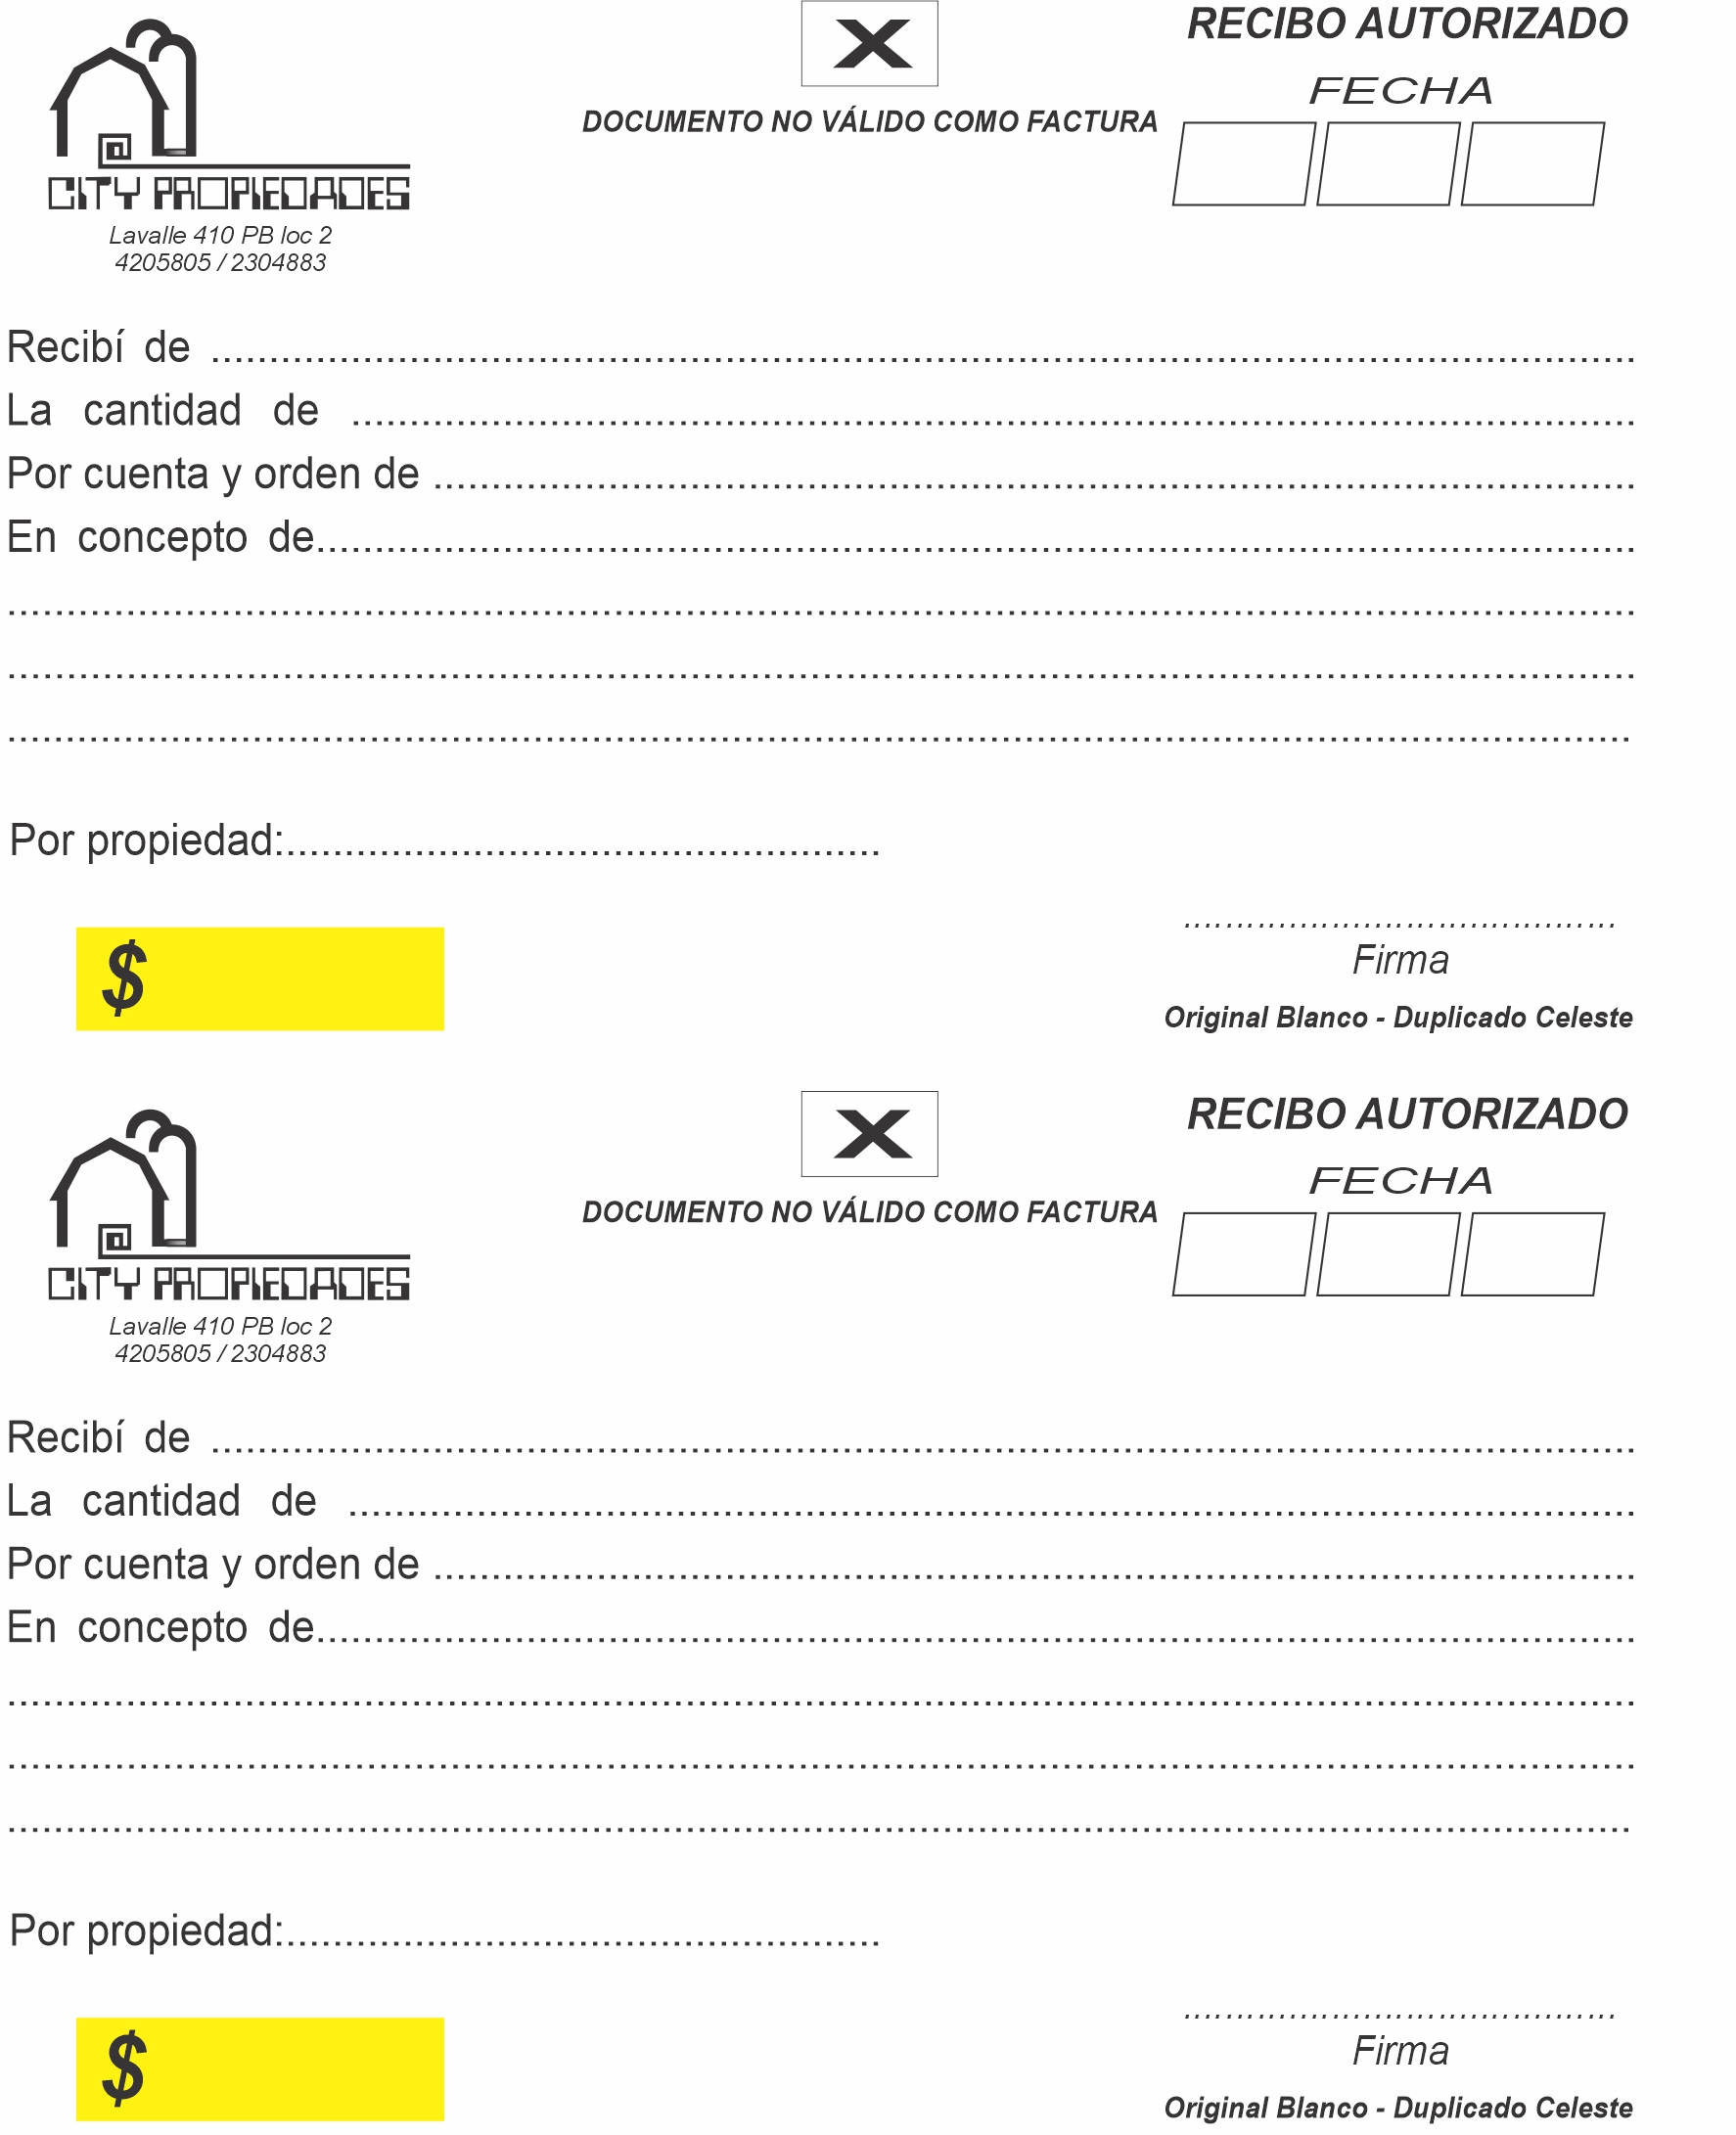 X
RECIBO AUTORIZADO
FECHA
DOCUMENTO NO VÁLIDO COMO FACTURA
CITY PROPIEDADES
Lavalle 410 PB loc 2
4205805 / 2304883
Recibí de
La cantidad de
Por cuenta y orden de
En concepto de
Por propiedad:
$
Firma
Original Blanco - Duplicado Celeste
X
RECIBO AUTORIZADO
FECHA
DOCUMENTO NO VÁLIDO COMO FACTURA
CITY PROPIEDADES
Lavalle 410 PB loc 2
4205805 / 2304883
Recibí de
La cantidad de
Por cuenta y orden de
En concepto de
Por propiedad:
$
Firma
Original Blanco - Duplicado Celeste